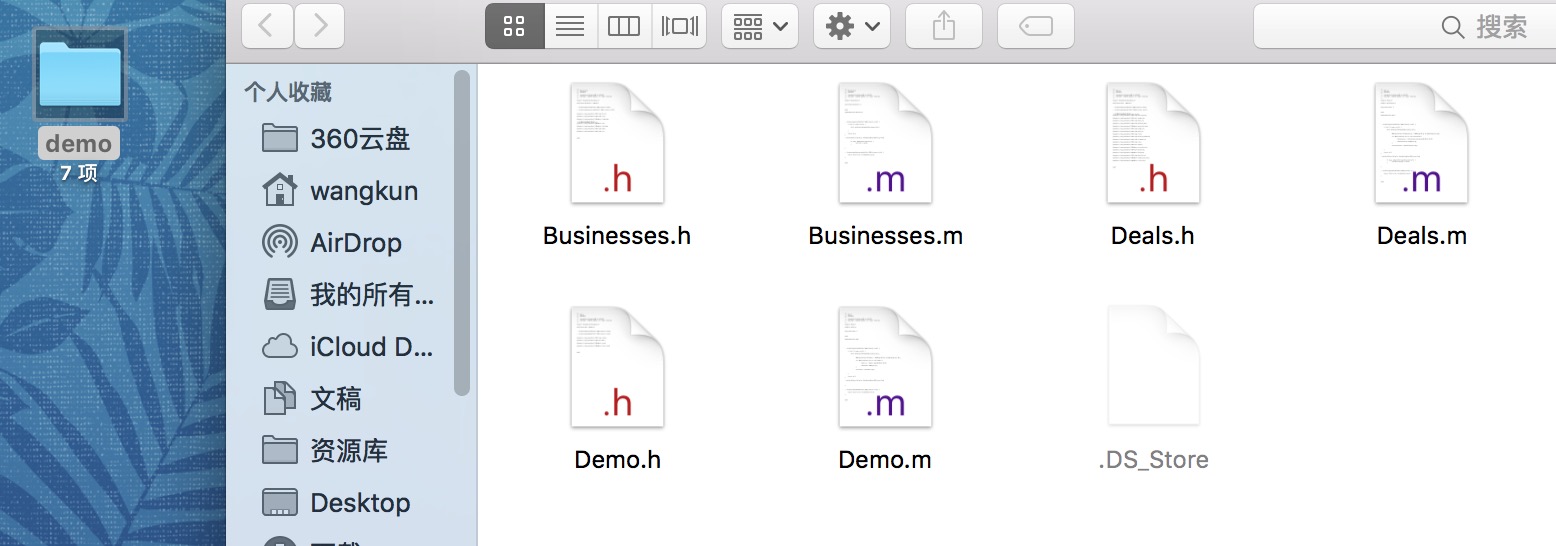 demo
7 项
搜索
个人收藏
360云盘
wangkun
AirDrop
我的所有...
iCloud D...
文稿
资源库
Desktop
.h
.m
.h
.m
Businesses.h
Businesses.m
Deals.h
Deals.m
.h
.m
Demo.h
Demo.m
.DS_Store